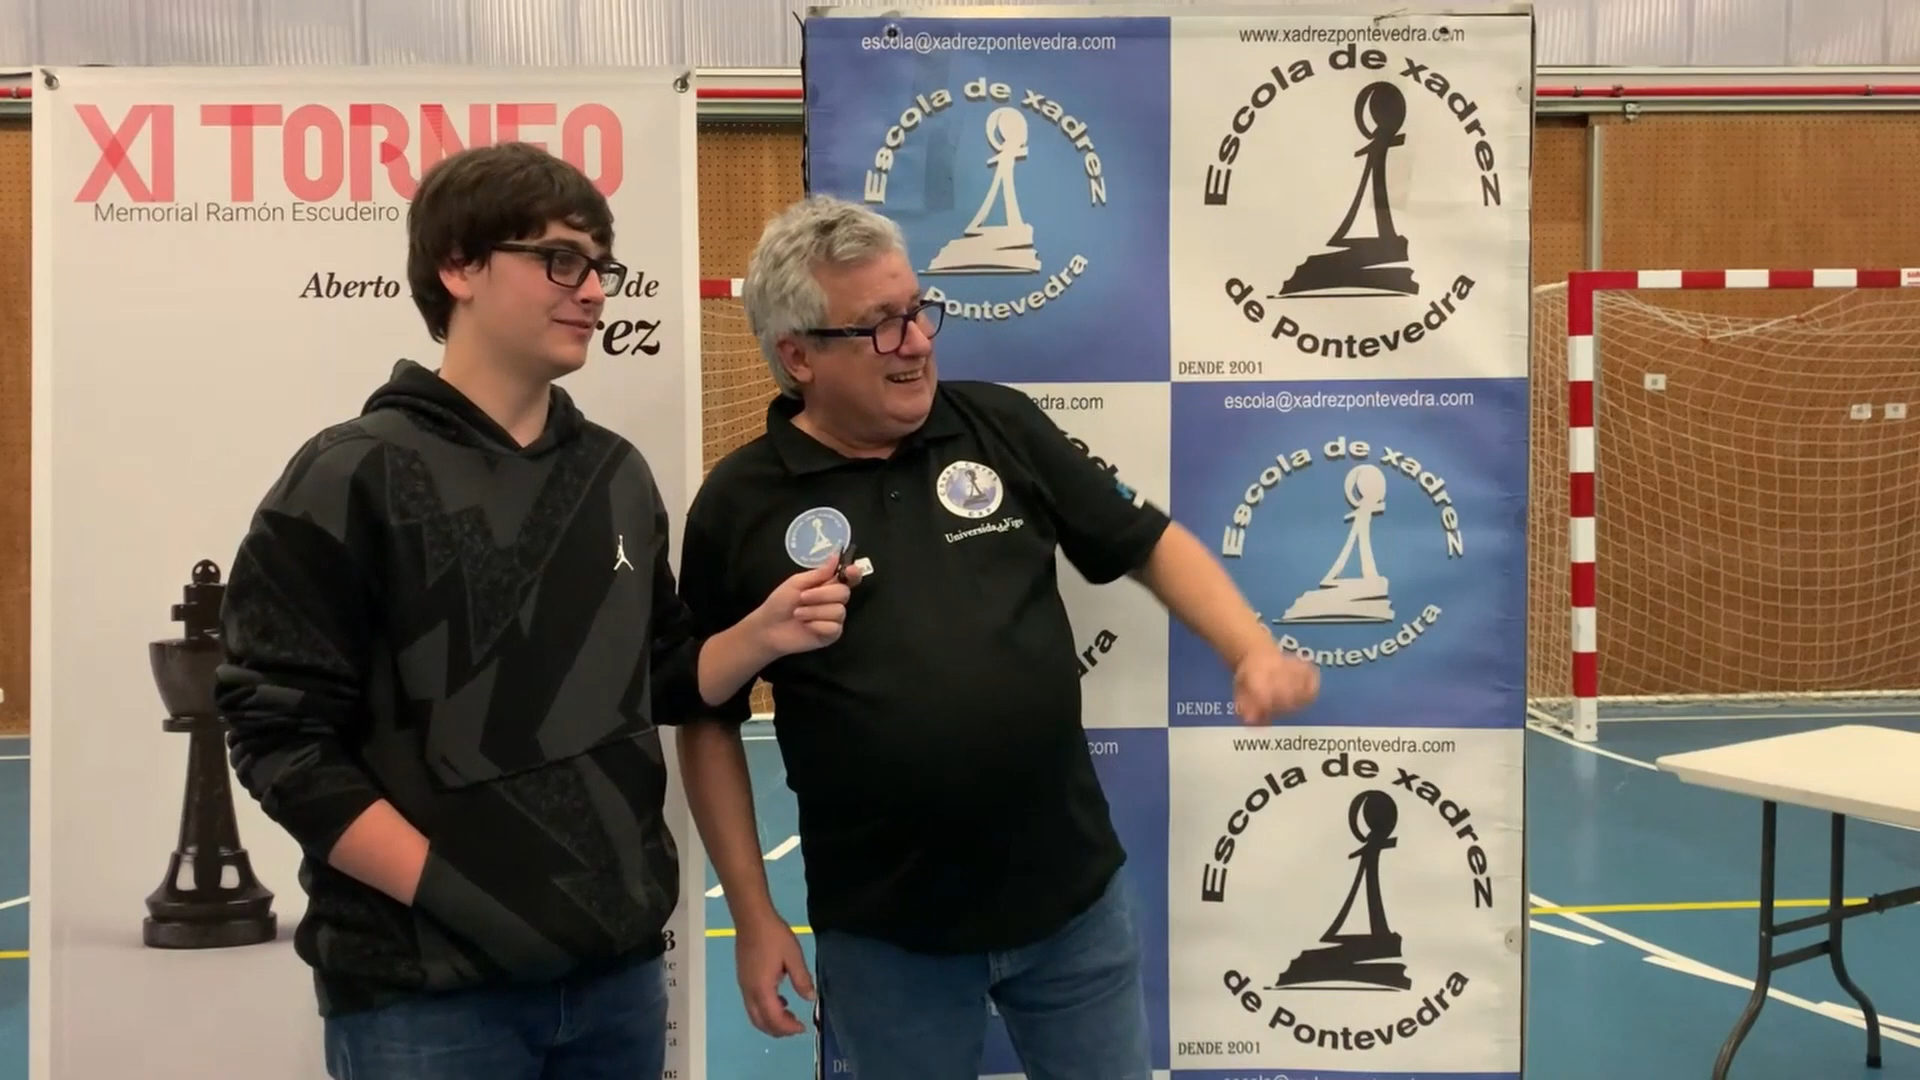 XI TORNEO
Memorial Ramón Escudeiro
Aberto
de
rez
escola@xadrezpontevedra.com
Escola de xadrez
Pontevedra
www.xadrezpontevedra.com
Escola de xadrez
de Pontevedra
DENDE 2001
edra.com
dra
escola@xadrezpontevedra.com
Escola de xadrez
Pontevedra
DENDE 20
com
www.xadrezpontevedra.com
Escola de xadrez
de Pontevedra
DENDE 2001
DE
Universidade de Vigo